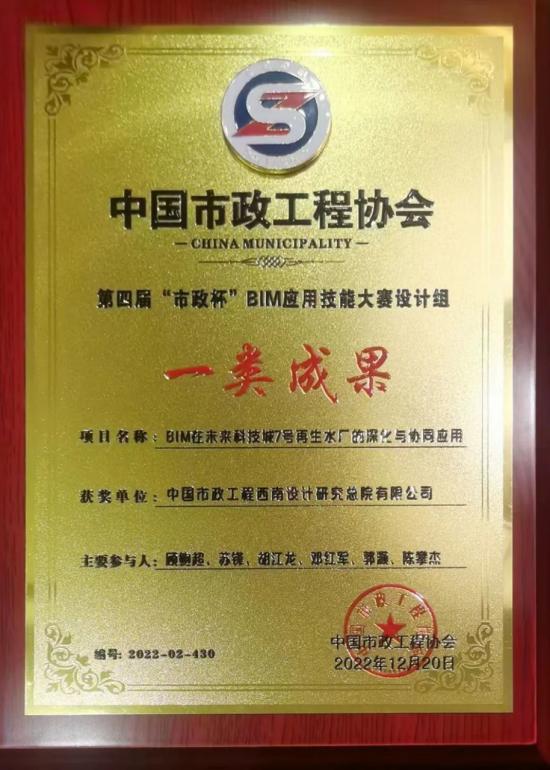 中国市政工程协会
CHINA MUNICIPALITY
第四届“市政杯”BIM应用技能大赛设计组
一类成果
项目名称：BIM在未来科技城7号再生水厂的深化与协同应用
获奖单位：中国市政工程西南设计研究总院有限公司
主要参与人：顾鲍超、苏锋、胡江龙、邓红军、郭灏、陈攀杰
中国市政工程协会
编号：2022-02-430
2022年12月20日